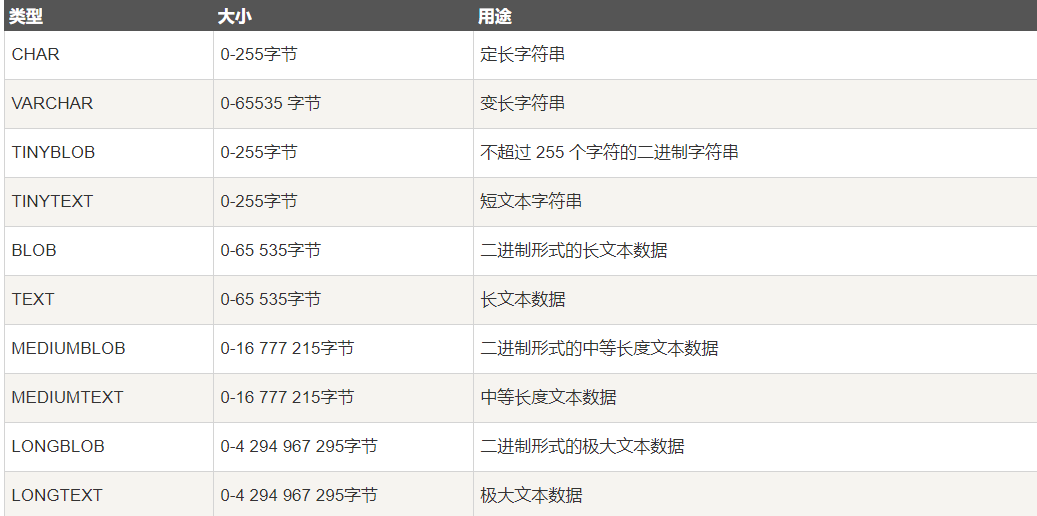 类型 大小 用途
CHAR 0-255字节 定长字符串
VARCHAR 0-65535 字节 变长字符串
TINYBLOB 0-255字节 不超过 255 个字符的二进制字符串
TINYTEXT 0-255字节 短文本字符串
BLOB 0-65 535字节 二进制形式的长文本数据
TEXT 0-65 535字节 长文本数据
MEDIUMBLOB 0-16 777 215字节 二进制形式的中等长度文本数据
MEDIUMTEXT 0-16 777 215字节 中等长度文本数据
LONGBLOB 0-4 294 967 295字节 二进制形式的极大文本数据
LONGTEXT 0-4 294 967 295字节 极大文本数据